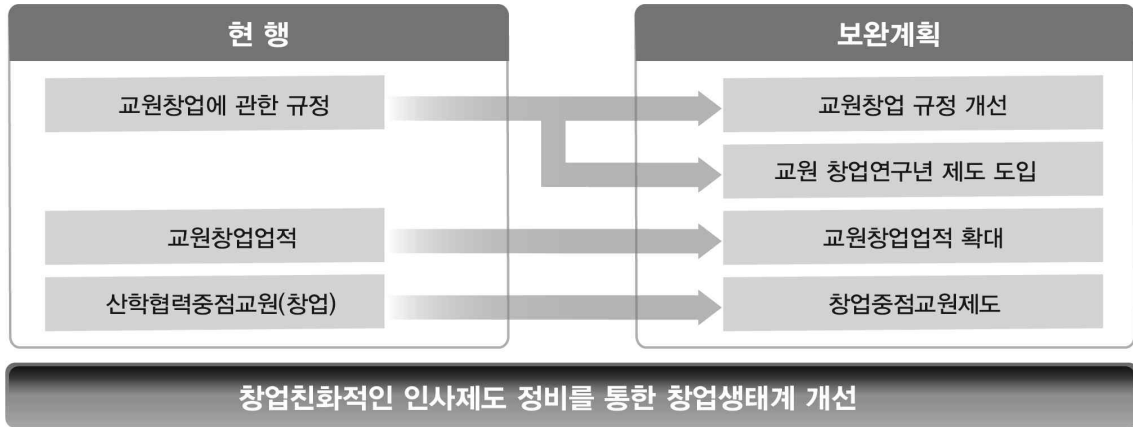 현 행
보완계획
교원창업에 관한 규정
교원창업 규정 개선
교원 창업연구년 제도 도입
교원창업업적
교원창업업적 확대
산학협력중점교원(창업)
창업중점교원제도
창업친화적인 인사제도 정비를 통한 창업생태계 개선